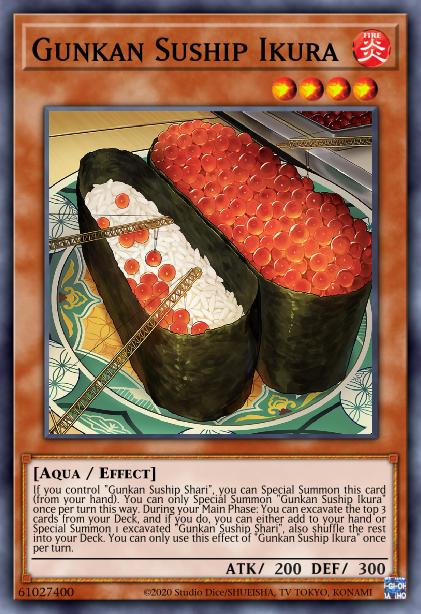 GUNKAN SUSHIP IKURA
FIRE
炎
[AQUA / EFFECT]
If you control "Gunkan Suship Shari", you can Special Summon this card
(from your hand). You can only Special Summon "Gunkan Suship Ikura"
once per turn this way. During your Main Phase: You can excavate the top 3
cards from your Deck, and if you do, you can either add to your hand or
Special Summon 1 excavated "Gunkan Suship Shari", also shuffle the rest
into your Deck. You can only use this effect of "Gunkan Suship Ikura" once
per turn.
ATK/ 200 DEF/ 300
61027400
©2020 Studio Dice/SHUEISHA, TV TOKYO, KONAMI